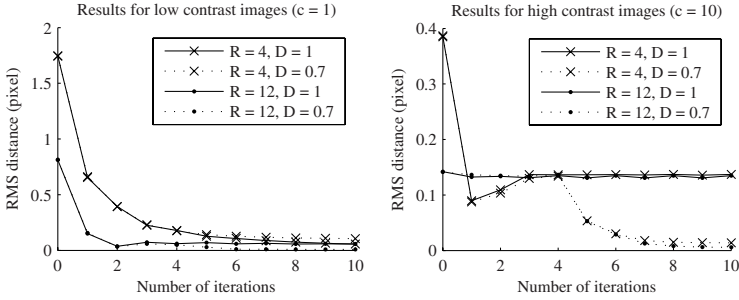 Results for low contrast images (c = 1)
2
1.5
1
0.5
0
RMS distance (pixel)
R = 4, D = 1
R = 4, D = 0.7
R = 12, D = 1
R = 12, D = 0.7
0 2 4 6 8 10
Number of iterations
Results for high contrast images (c = 10)
0.4
0.3
0.2
0.1
0
RMS distance (pixel)
R = 4, D = 1
R = 4, D = 0.7
R = 12, D = 1
R = 12, D = 0.7
0 2 4 6 8 10
Number of iterations